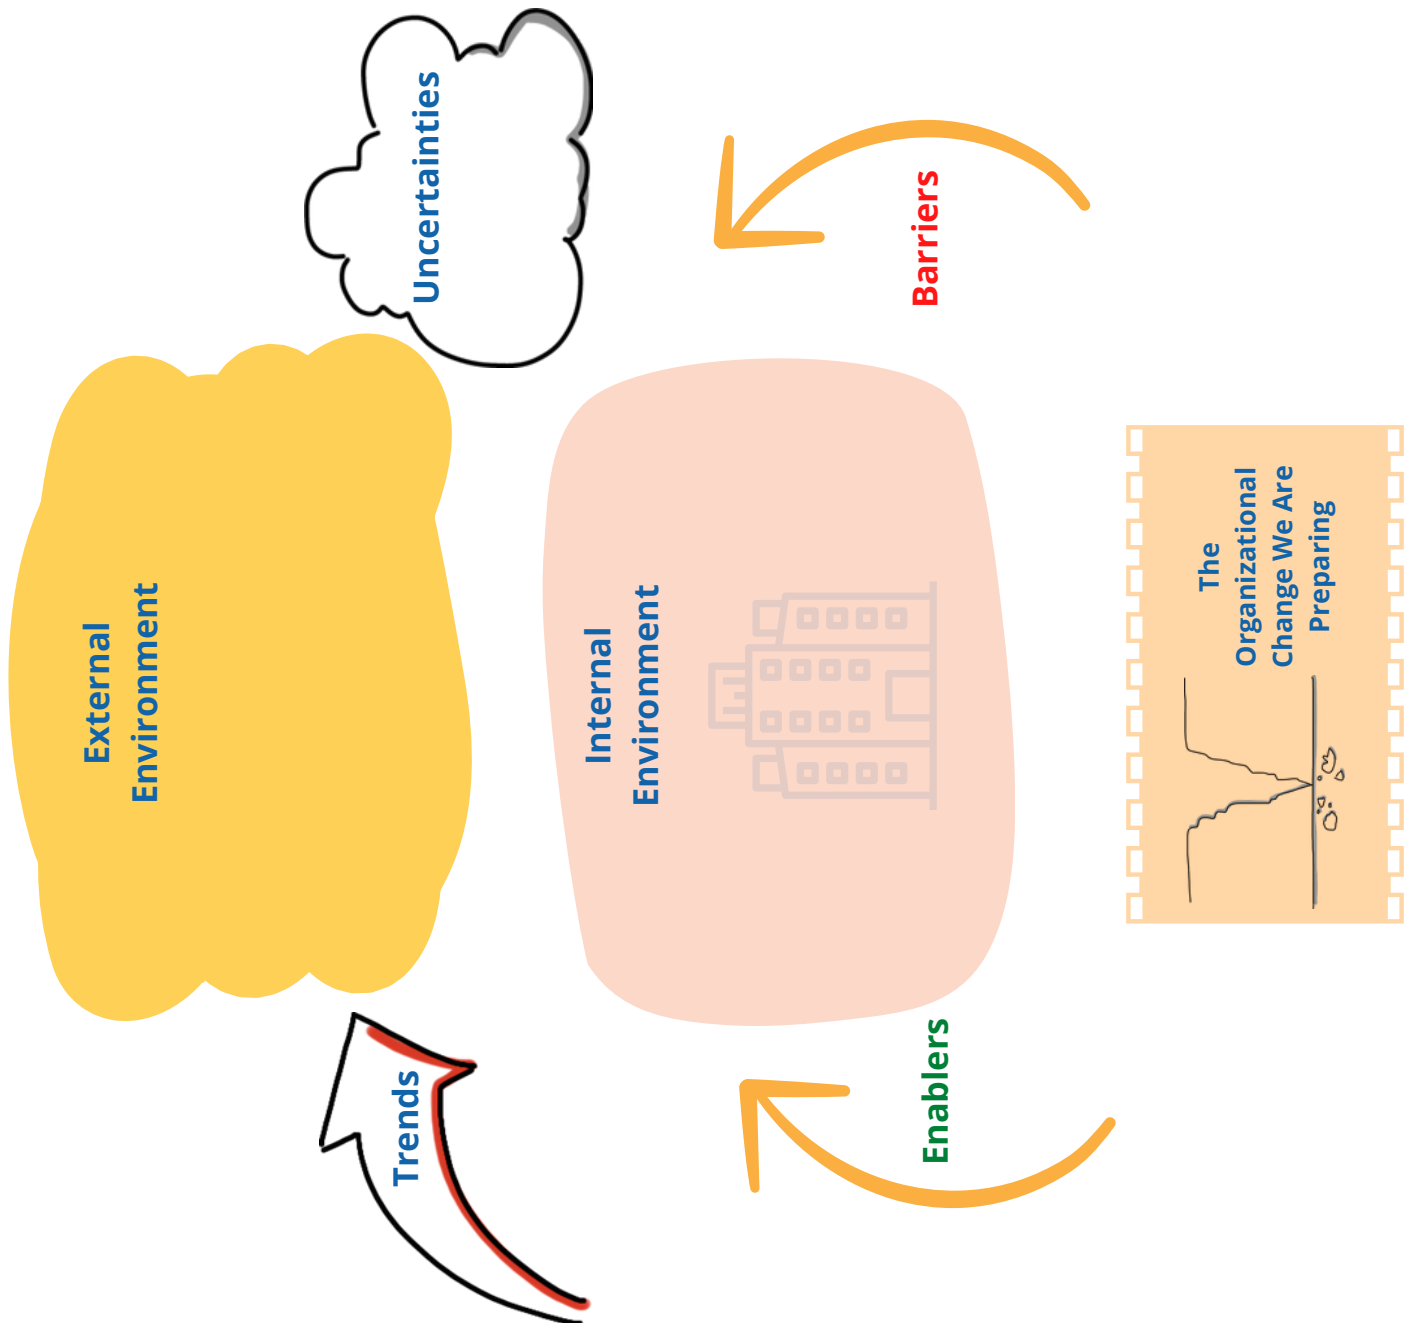 External
Environment
Trends
Uncertainties
Internal
Environment
Enablers
Barriers
The
Organizational
Change We Are
Preparing